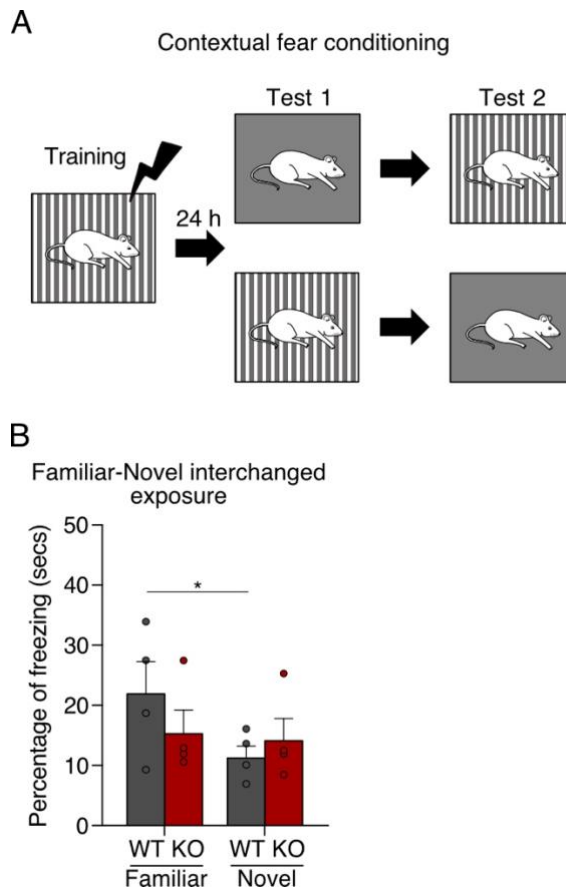 A
Contextual fear conditioning
Test 1
Test 2
Training
24 h
B
Familiar-Novel interchanged
exposure
Percentage of freezing (secs)
50
40
30
20
10
0
*
WT KO WT KO
Familiar Novel